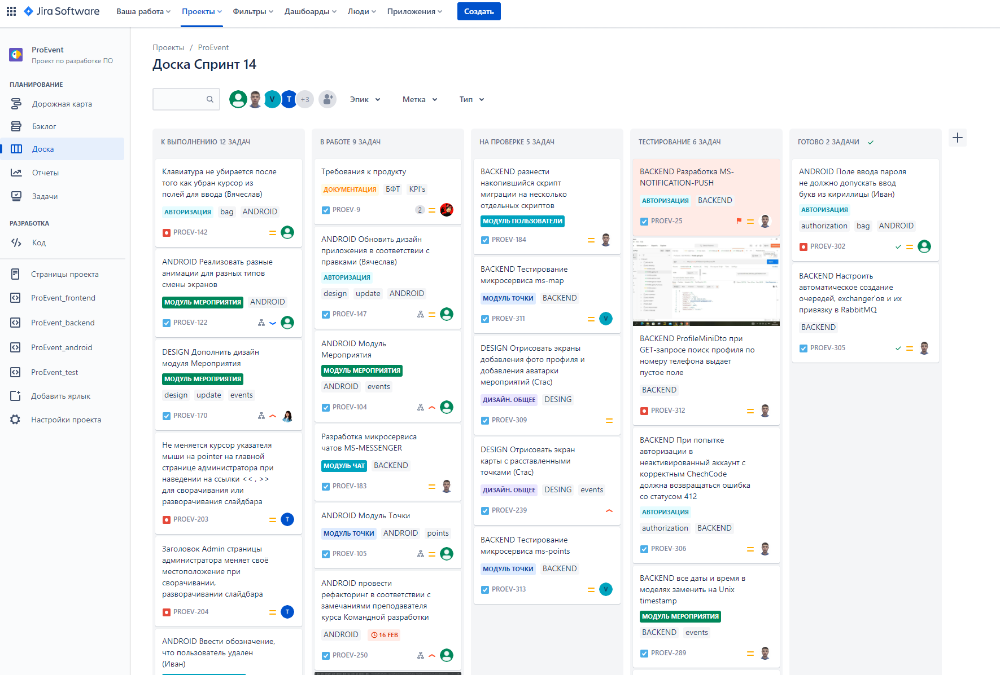 Jira Software
Ваша работа
Проекты
Фильтры
Дашбоарды
Люди
Приложения
Создать
ProEvent
Проект по разработке ПО
ПЛАНИРОВАНИЕ
Дорожная карта
Бэклог
Доска
Отчеты
Задачи
РАЗРАБОТКА
Код
Страницы проекта
ProEvent_frontend
ProEvent_backend
ProEvent_android
ProEvent_test
Добавить ярлык
Настройки проекта
Проекты / ProEvent
Доска Спринт 14
V T +3
Эпик
Метка
Тип
К ВЫПОЛНЕНИЮ 12 ЗАДАЧ
Клавиатура не убирается после
того как убран курсор из
полей для ввода (Вячеслав)
АВТОРИЗАЦИЯ bag ANDROID
PROEV-142
ANDROID Реализовать разные
анимации для разных типов
смены экранов
МОДУЛЬ МЕРОПРИЯТИЯ ANDROID
PROEV-122
DESIGN Дополнить дизайн
модуля Мероприятия
МОДУЛЬ МЕРОПРИЯТИЯ
design update events
PROEV-170
Не меняется курсор указателя
мыши на pointer на главной
странице администратора при
наведении на ссылки << , >>
для сворачивания или
разворачивания слайдбара
PROEV-203 T
Заголовок Admin страницы
администратора меняет своё
местоположение при
сворачивании,
разворачивании слайдбара
PROEV-204 T
ANDROID Ввести обозначение,
что пользователь удален
(Иван)
В РАБОТЕ 9 ЗАДАЧ
Требования к продукту
ДОКУМЕНТАЦИЯ БФТ KPI's
PROEV-9 2
ANDROID Обновить дизайн
приложения в соответствии с
правками (Вячеслав)
АВТОРИЗАЦИЯ
design update ANDROID
PROEV-147
ANDROID Модуль
Мероприятия
МОДУЛЬ МЕРОПРИЯТИЯ
ANDROID events
PROEV-104
Разработка микросервиса
чатов MS-MESSENGER
МОДУЛЬ ЧАТ BACKEND
PROEV-183
ANDROID Модуль Точки
МОДУЛЬ ТОЧКИ ANDROID points
PROEV-105
ANDROID провести
рефакторинг в соответствии с
замечаниями преподавателя
курса Командной разработки
ANDROID 16 FEB
PROEV-250
НА ПРОВЕРКЕ 5 ЗАДАЧ
BACKEND разнести
накопившийся скрипт
миграции на несколько
отдельных скриптов
МОДУЛЬ ПОЛЬЗОВАТЕЛИ
PROEV-184
BACKEND Тестирование
микросервиса ms-map
МОДУЛЬ ТОЧКИ BACKEND
PROEV-311 V
DESIGN Отрисовать экраны
добавления фото профиля и
добавления аватарки
мероприятий (Стас)
ДИЗАЙН. ОБЩЕЕ DESING
PROEV-309
DESIGN Отрисовать экран
карты с расставленными
точками (Стас)
ДИЗАЙН. ОБЩЕЕ DESING events
PROEV-239
BACKEND Тестирование
микросервиса ms-points
МОДУЛЬ ТОЧКИ BACKEND
PROEV-313 V
ТЕСТИРОВАНИЕ 6 ЗАДАЧ
BACKEND Разработка MS-
NOTIFICATION-PUSH
АВТОРИЗАЦИЯ BACKEND
PROEV-25
BACKEND ProfileMiniDto при
GET-запросе поиск профиля по
номеру телефона выдает
пустое поле
BACKEND
PROEV-312
BACKEND При попытке
авторизации в
неактивированный аккаунт с
корректным ChechCode
должна возвращаться ошибка
со статусом 412
АВТОРИЗАЦИЯ
authorization BACKEND
PROEV-306
BACKEND все даты и время в
моделях заменить на Unix
timestamp
МОДУЛЬ МЕРОПРИЯТИЯ
BACKEND events
PROEV-289
ГОТОВО 2 ЗАДАЧИ
ANDROID Поле ввода пароля
не должно допускать ввод
букв из кириллицы (Иван)
АВТОРИЗАЦИЯ
authorization bag ANDROID
PROEV-302
BACKEND Настроить
автоматическое создание
очередей, exchanger'ов и их
привязку в RabbitMQ
BACKEND
PROEV-305